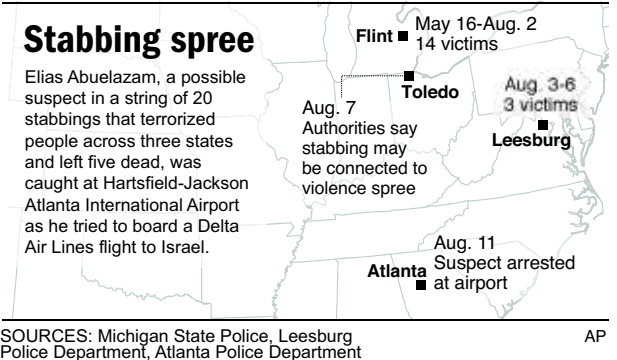 Stabbing spree
Elias Abuelazam, a possible
suspect in a string of 20
stabbings that terrorized
people across three states
and left five dead, was
caught at Hartsfield-Jackson
Atlanta International Airport
as he tried to board a Delta
Air Lines flight to Israel.
Flint
May 16-Aug. 2
14 victims
Toledo
Aug. 7
Authorities say
stabbing may
be connected to
violence spree
Aug. 3-6
3 victims
Leesburg
Atlanta
Aug. 11
Suspect arrested
at airport
SOURCES: Michigan State Police, Leesburg
Police Department, Atlanta Police Department
AP